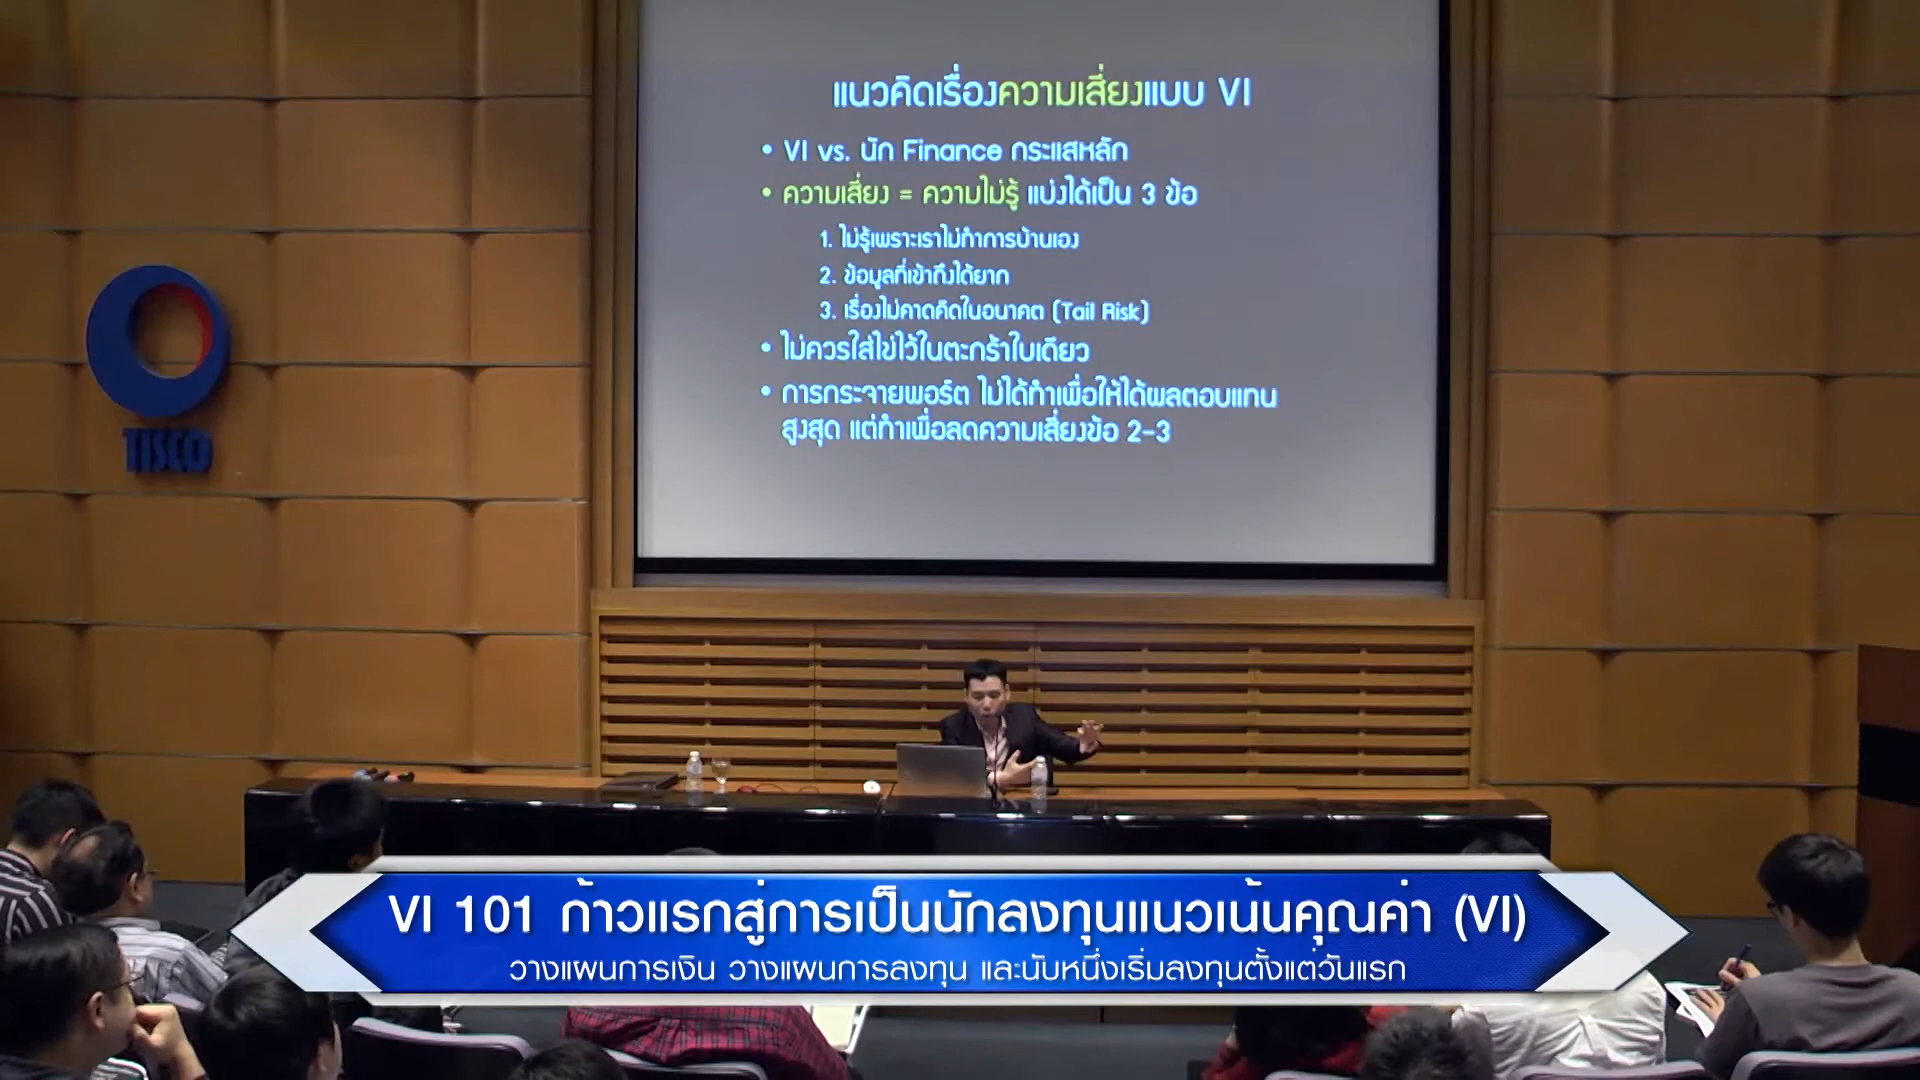 แนวคิดเรื่องความเสี่ยงแบบ VI
• VI vs. นัก Finance กระแสหลัก
• ความเสี่ยง = ความไม่รู้ แบ่งได้เป็น 3 ข้อ
1. ไม่รู้เพราะเราไม่ทำการบ้านเอง
2. ข้อมูลที่เข้าถึงได้ยาก
3. เรื่องไม่คาดคิดในอนาคต (Tail Risk)
• ไม่ควรใส่ไข่ไว้ในตะกร้าใบเดียว
• การกระจายพอร์ต ไม่ได้ทำเพื่อให้ได้ผลตอบแทน
สูงสุด แต่ทำเพื่อลดความเสี่ยงข้อ 2-3
TISCO
VI 101 ก้าวแรกสู่การเป็นนักลงทุนแนวเน้นคุณค่า (VI)
วางแผนการเงิน วางแผนการลงทุน และนับหนึ่งเริ่มลงทุนตั้งแต่วันแรก